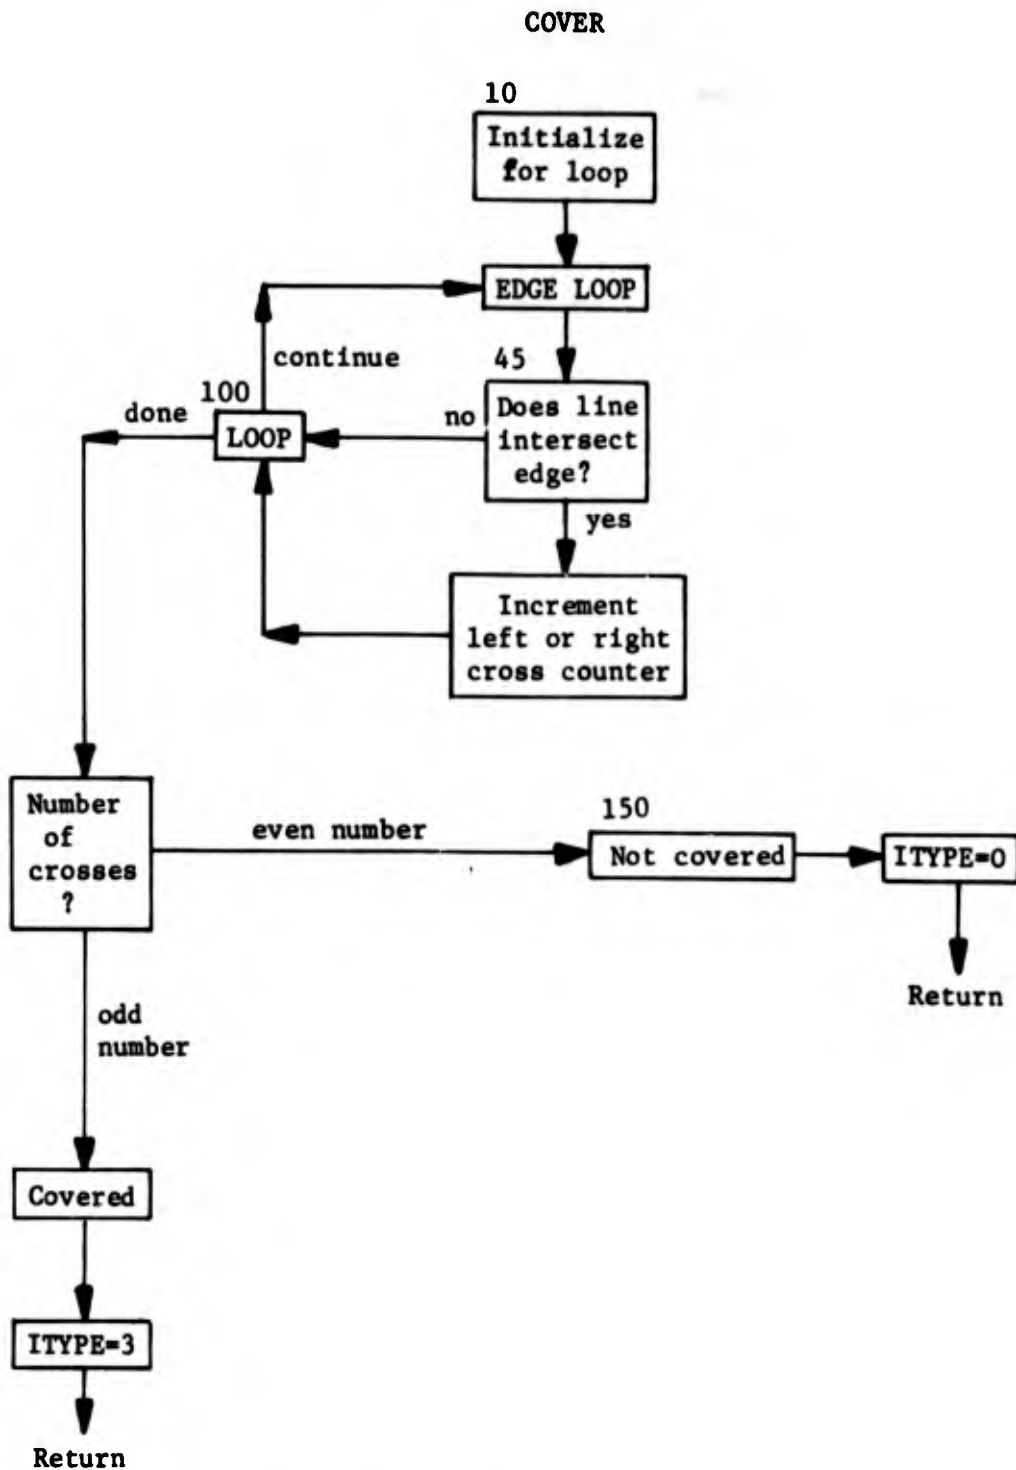 COVER
10
Initialize
for loop
EDGE LOOP
continue
45
100
done
LOOP
no
Does line
intersect
edge?
yes
Increment
left or right
cross counter
Number
of
crosses
?
even number
150
Not covered
ITYPE=0
Return
odd
number
Covered
ITYPE=3
Return